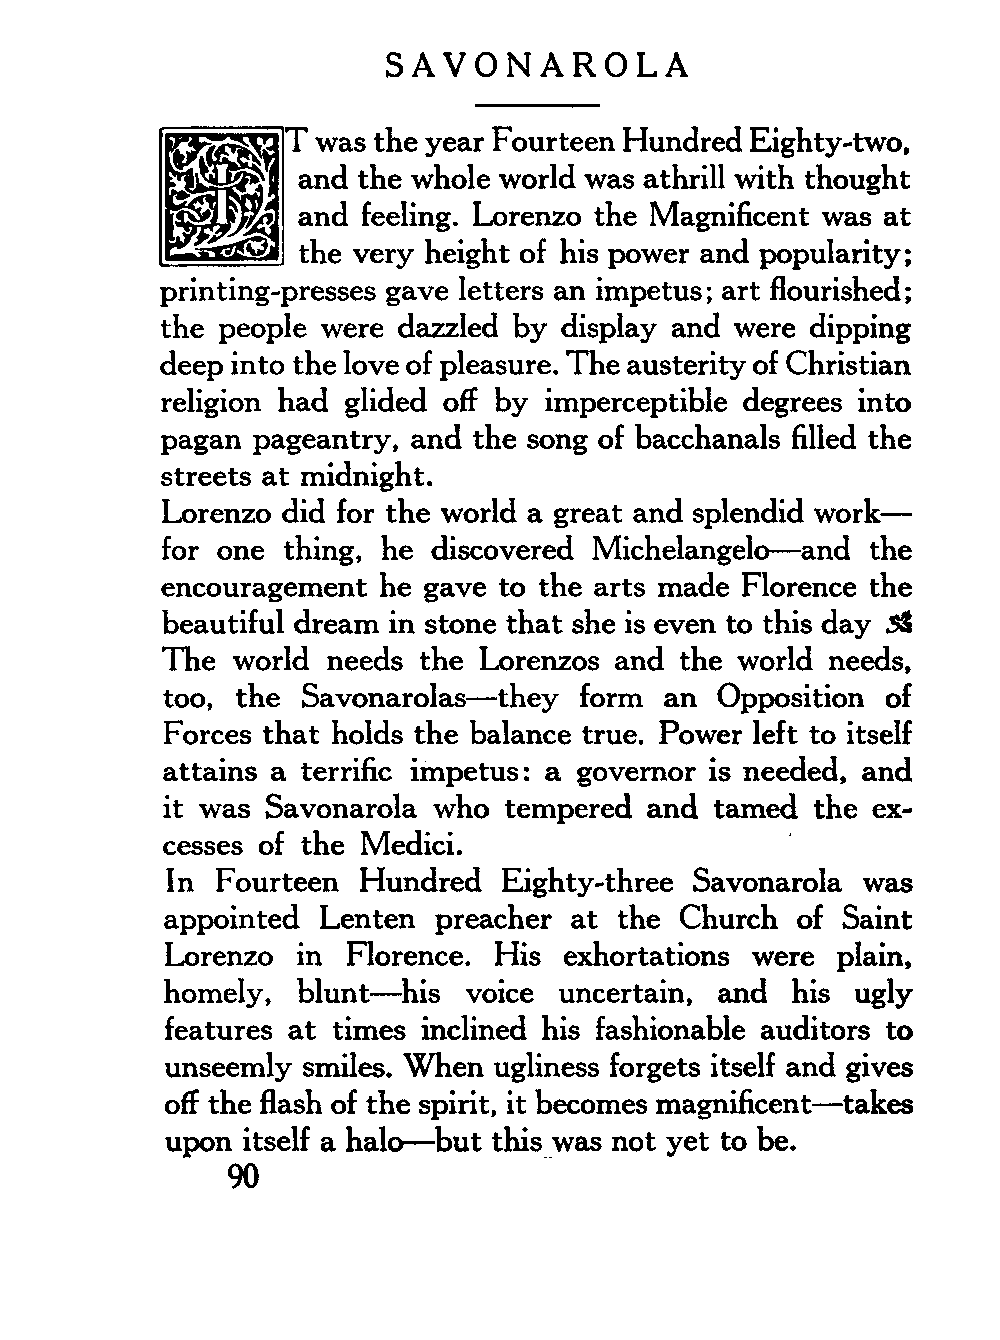 SAVONAROLA
IT was the year Fourteen Hundred Eighty-two,
and the whole world was athrill with thought
and feeling. Lorenzo the Magnificent was at
the very height of his power and popularity;
printing-presses gave letters an impetus; art flourished;
the people were dazzled by display and were dipping
deep into the love of pleasure. The austerity of Christian
religion had glided off by imperceptible degrees into
pagan pageantry, and the song of bacchanals filled the
streets at midnight.
Lorenzo did for the world a great and splendid work—
for one thing, he discovered Michelangelo—and the
encouragement he gave to the arts made Florence the
beautiful dream in stone that she is even to this day
The world needs the Lorenzos and the world needs,
too, the Savonarolas—they form an Opposition of
Forces that holds the balance true. Power left to itself
attains a terrific impetus: a governor is needed, and
it was Savonarola who tempered and tamed the ex-
cesses of the Medici.
In Fourteen Hundred Eighty-three Savonarola was
appointed Lenten preacher at the Church of Saint
Lorenzo in Florence. His exhortations were plain,
homely, blunt—his voice uncertain, and his ugly
features at times inclined his fashionable auditors to
unseemly smiles. When ugliness forgets itself and gives
off the flash of the spirit, it becomes magnificent—takes
upon itself a halo—but this was not yet to be.
90